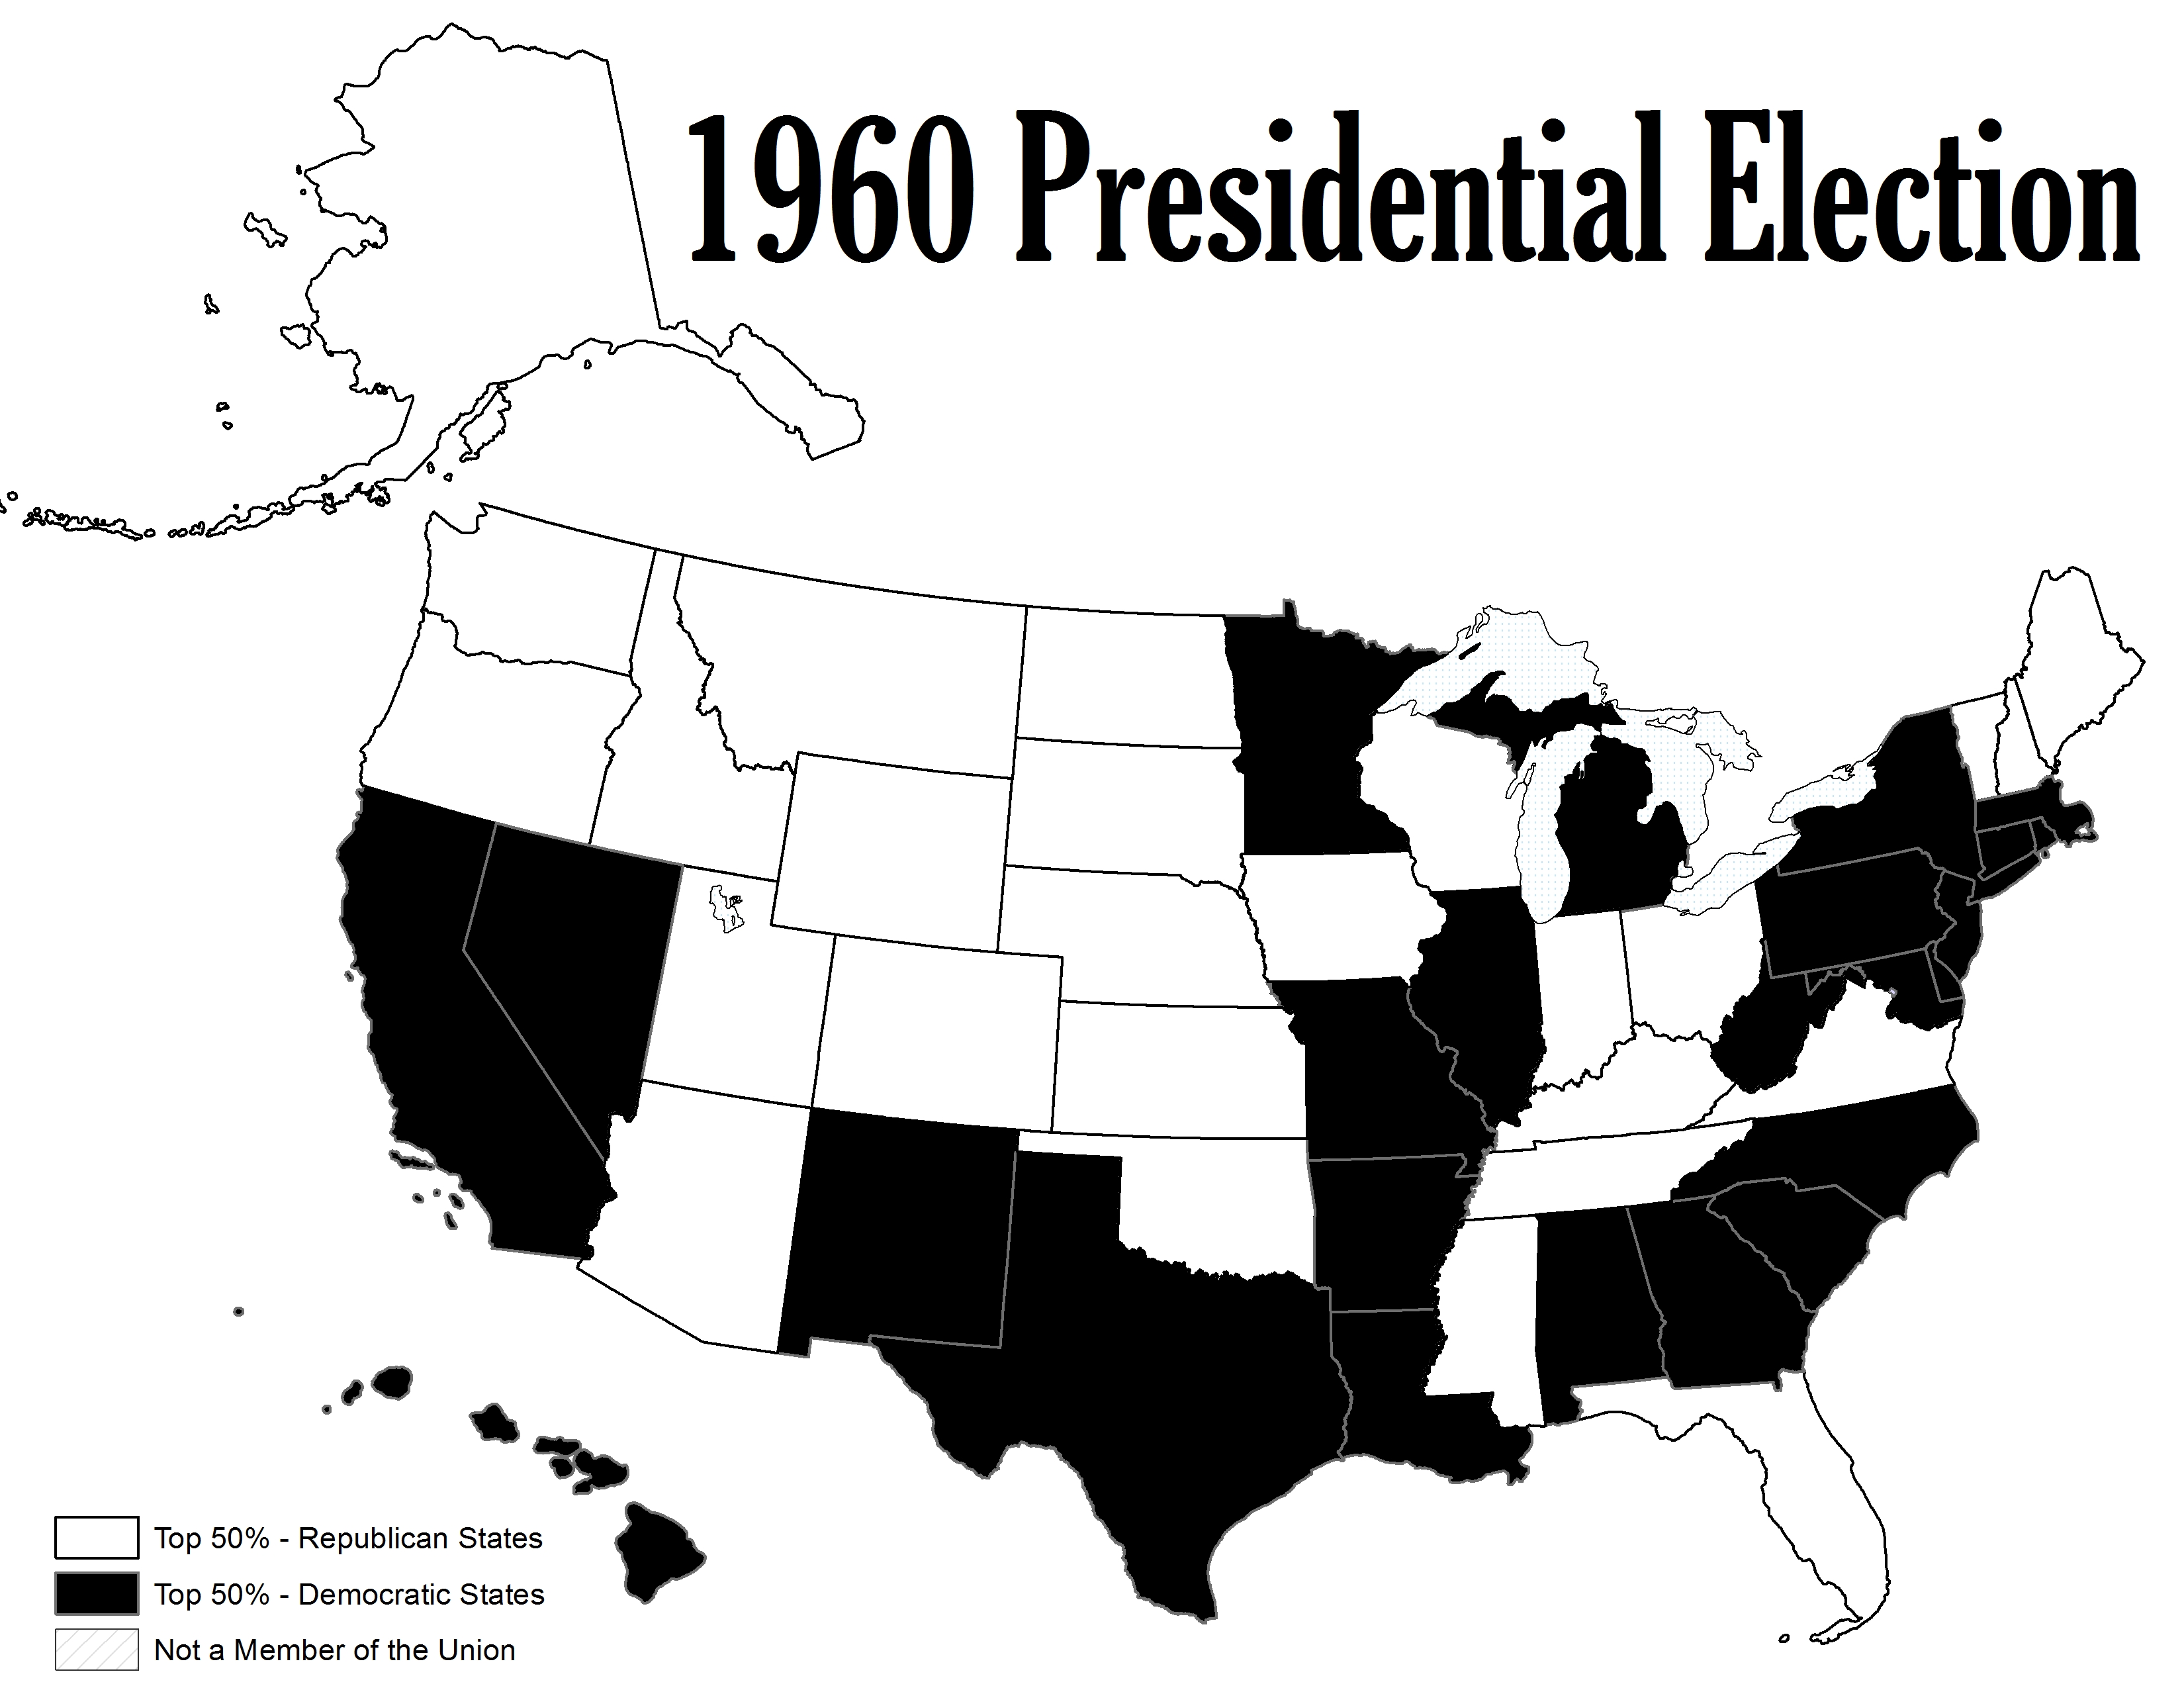 1960 Presidential Election
Top 50% - Republican States
Top 50% - Democratic States
Not a Member of the Union